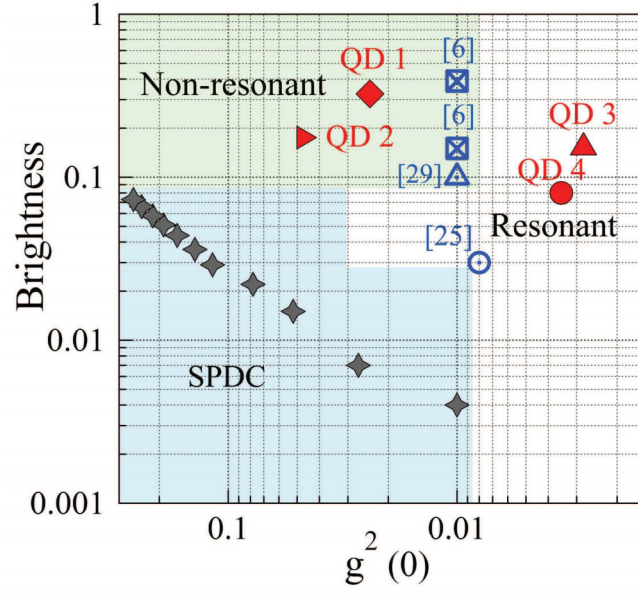 1
[6]
QD 1
Non-resonant
[6]
QD 3
QD 2
[29]
0.1
QD 4
Resonant
[25]
Brightness
0.01
SPDC
0.001
0.1
0.01
g² (0)